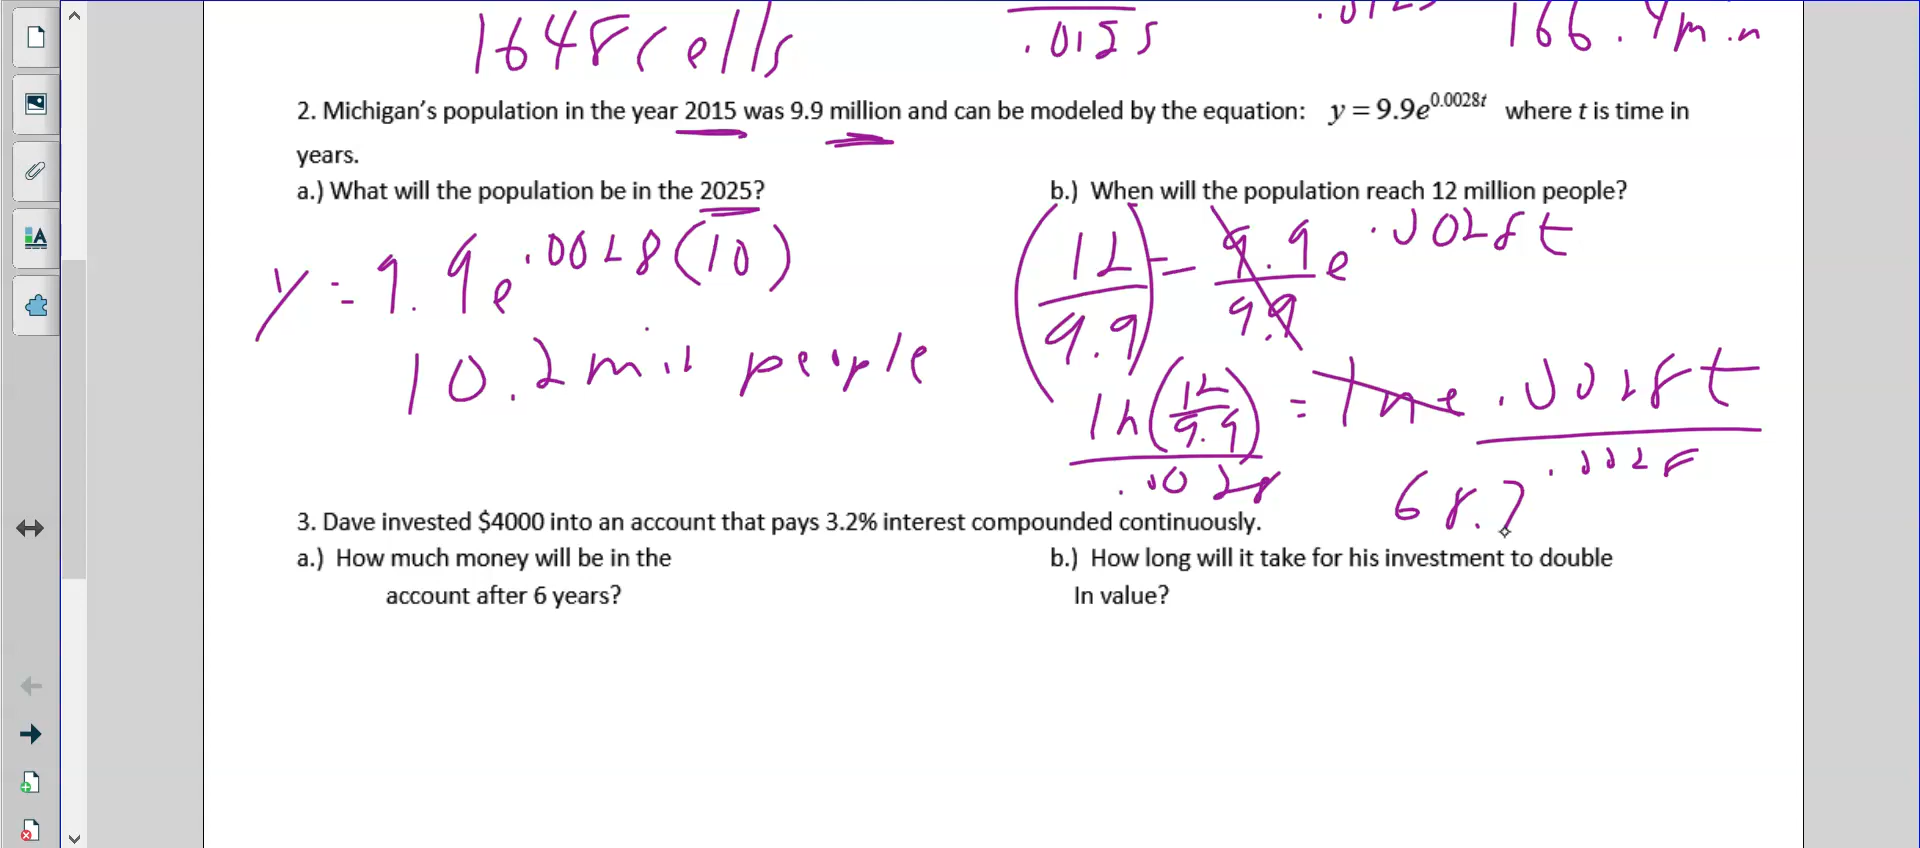 1648 cells
.0155
166.4 min
2. Michigan's population in the year 2015 was 9.9 million and can be modeled by the equation: y = 9.9e^0.0028t where t is time in
years.
a.) What will the population be in the 2025?
b.) When will the population reach 12 million people?
y = 9.9e^.0028(10)
(12/9.9) = 9.9/9.9 e^.0028t
10.2 mil people
ln(12/9.9)/.0028 = lne .0028t/.0028
68.7
3. Dave invested $4000 into an account that pays 3.2% interest compounded continuously.
a.) How much money will be in the
account after 6 years?
b.) How long will it take for his investment to double
In value?